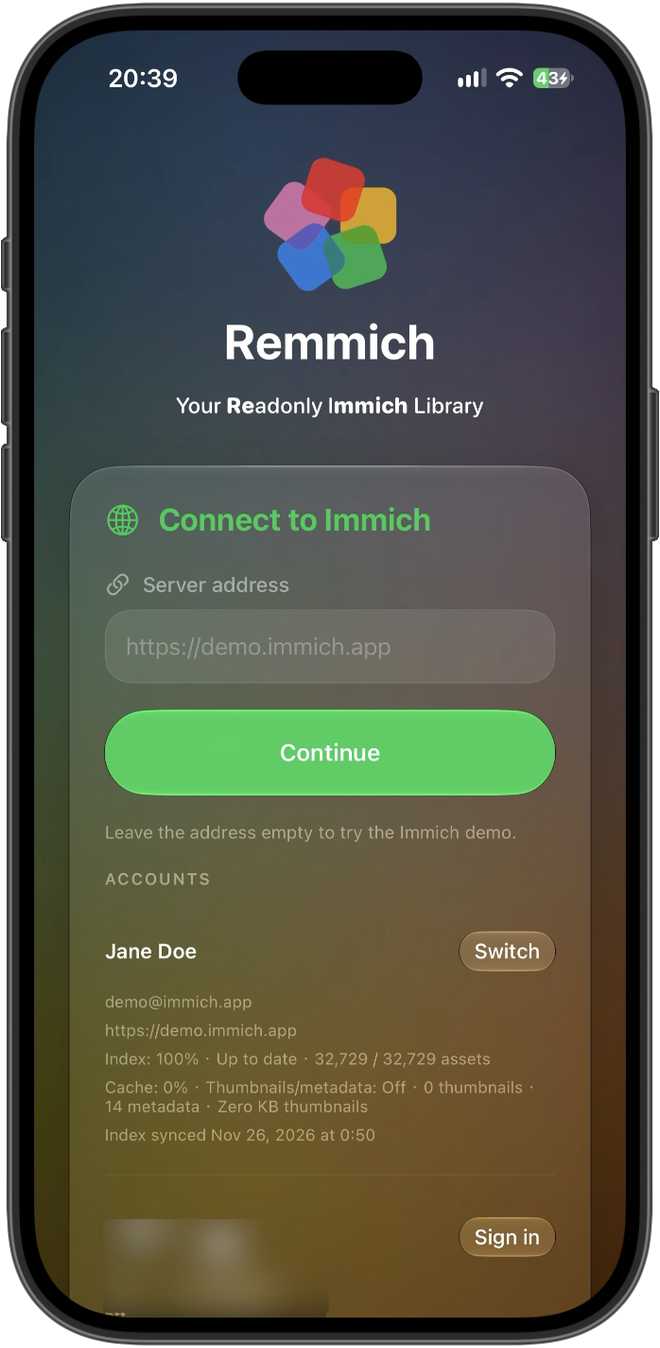 20:39
43
Remmich
Your Readonly Immich Library
Connect to Immich
Server address
https://demo.immich.app
Continue
Leave the address empty to try the Immich demo.
ACCOUNTS
Jane Doe
Switch
demo@immich.app
https://demo.immich.app
Index: 100% · Up to date · 32,729 / 32,729 assets
Cache: 0% · Thumbnails/metadata: Off · 0 thumbnails ·
14 metadata · Zero KB thumbnails
Index synced Nov 26, 2026 at 0:50
Sign in